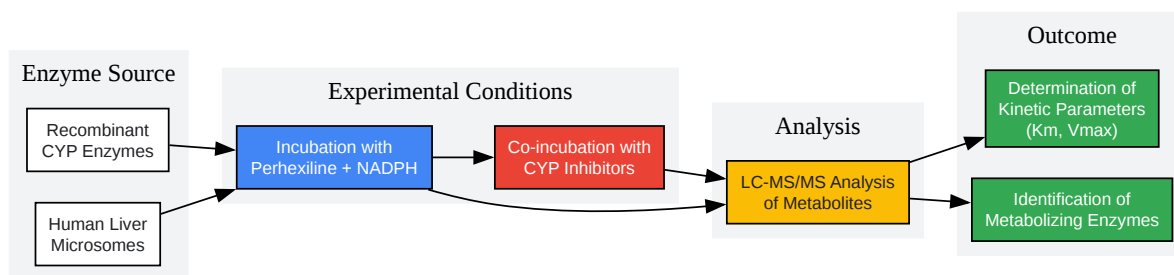 Enzyme Source
Recombinant
CYP Enzymes
Human Liver
Microsomes
Experimental Conditions
Incubation with
Perhexiline + NADPH
Co-incubation with
CYP Inhibitors
Analysis
LC-MS/MS Analysis
of Metabolites
Outcome
Determination of
Kinetic Parameters
(Km, Vmax)
Identification of
Metabolizing Enzymes